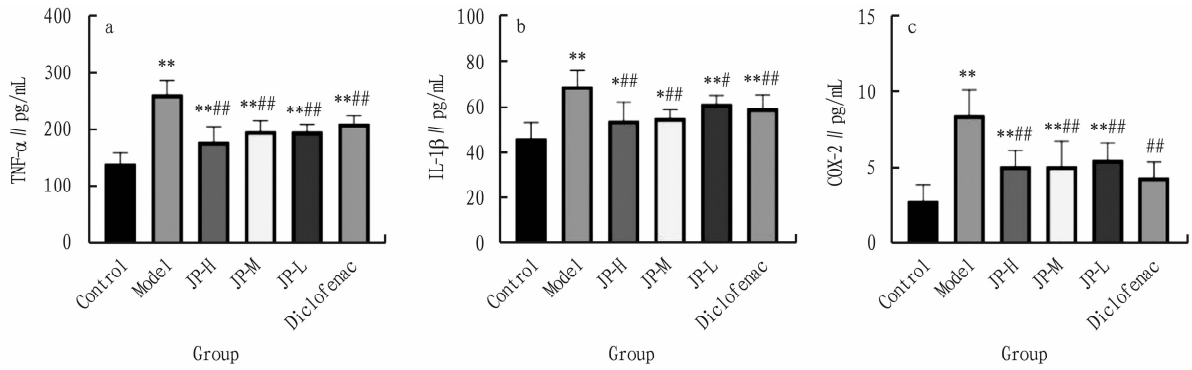 a
TNF-α // pg/mL
400
300
200
100
0
**
**##
**##
**##
**##
Control
Model
JP-H
JP-M
JP-L
Diclofenac
Group
b
IL-1β // pg/mL
100
80
60
40
20
0
**
*##
*##
**#
**##
Control
Model
JP-H
JP-M
JP-L
Diclofenac
Group
c
COX-2 // pg/mL
15
10
5
0
**
**##
**##
**##
##
Control
Model
JP-H
JP-M
JP-L
Diclofenac
Group